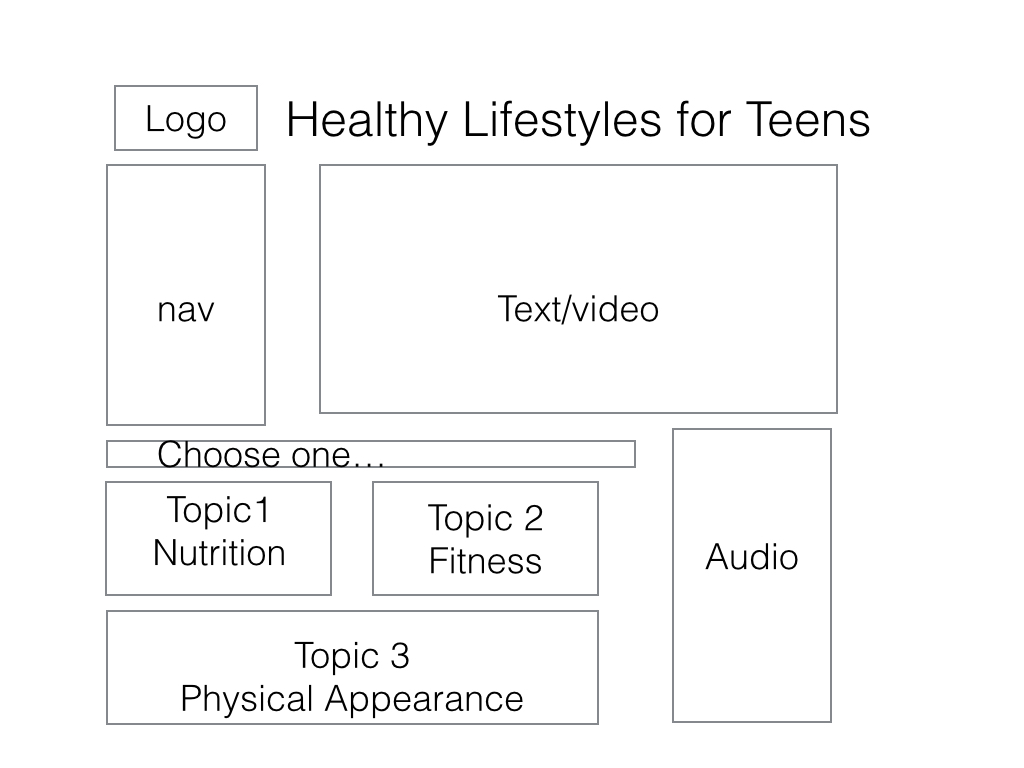 Logo
Healthy Lifestyles for Teens
nav
Text/video
Choose one...
Topic1
Nutrition
Topic 2
Fitness
Audio
Topic 3
Physical Appearance